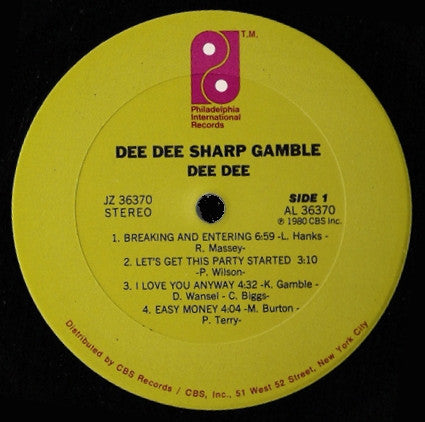 T.M.
Philadelphia
International
Records
DEE DEE SHARP GAMBLE
DEE DEE
JZ 36370
STEREO
SIDE 1
AL 36370
℗ 1980 CBS Inc.
1. BREAKING AND ENTERING 6:59 -L. Hanks -
R. Massey-
2. LET'S GET THIS PARTY STARTED 3:10
-P. Wilson-
3. I LOVE YOU ANYWAY 4:32 -K. Gamble -
D. Wansel - C. Biggs-
4. EASY MONEY 4:04 -M. Burton -
P. Terry-
Distributed by CBS Records / CBS, Inc., 51 West 52 Street, New York City